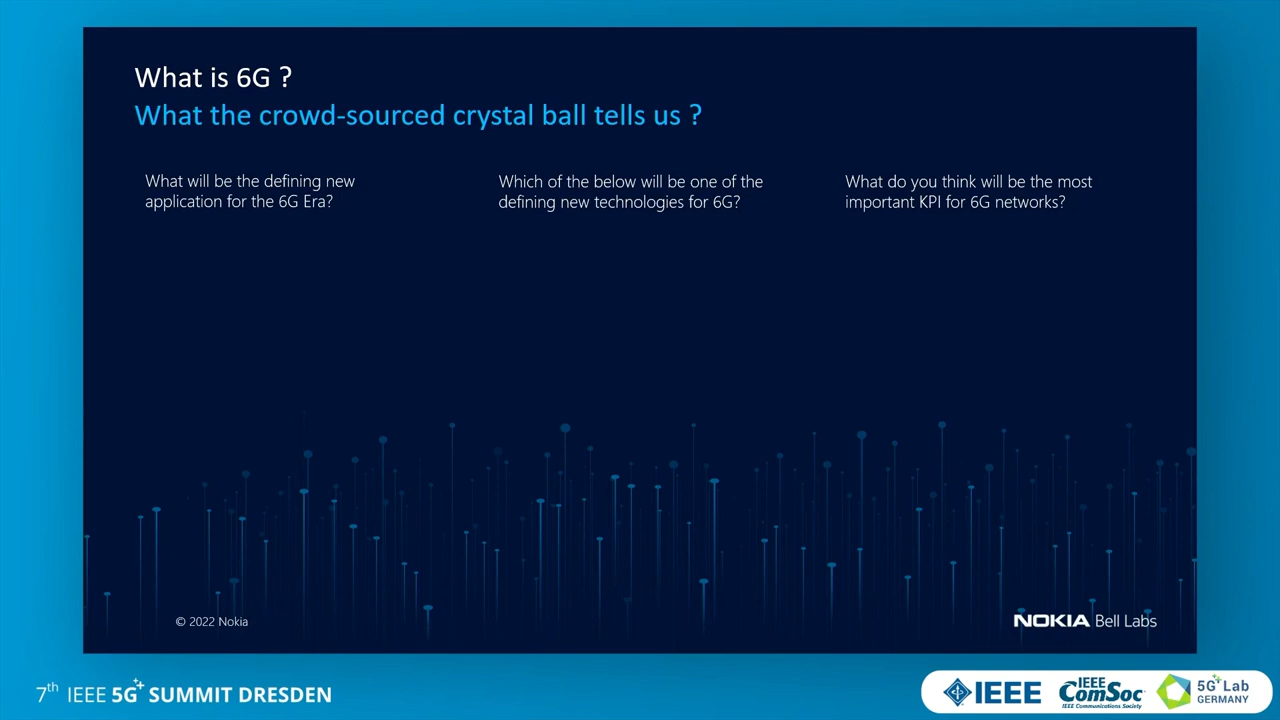 What is 6G ?
What the crowd-sourced crystal ball tells us ?
What will be the defining new
application for the 6G Era?
Which of the below will be one of the
defining new technologies for 6G?
What do you think will be the most
important KPI for 6G networks?
© 2022 Nokia
NOKIA Bell Labs
7th IEEE 5G++ SUMMIT DRESDEN
IEEE
IEEE
ComSoc
IEEE Communications Society
5G++ Lab
GERMANY